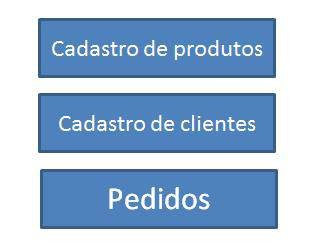 Cadastro de produtos
Cadastro de clientes
Pedidos